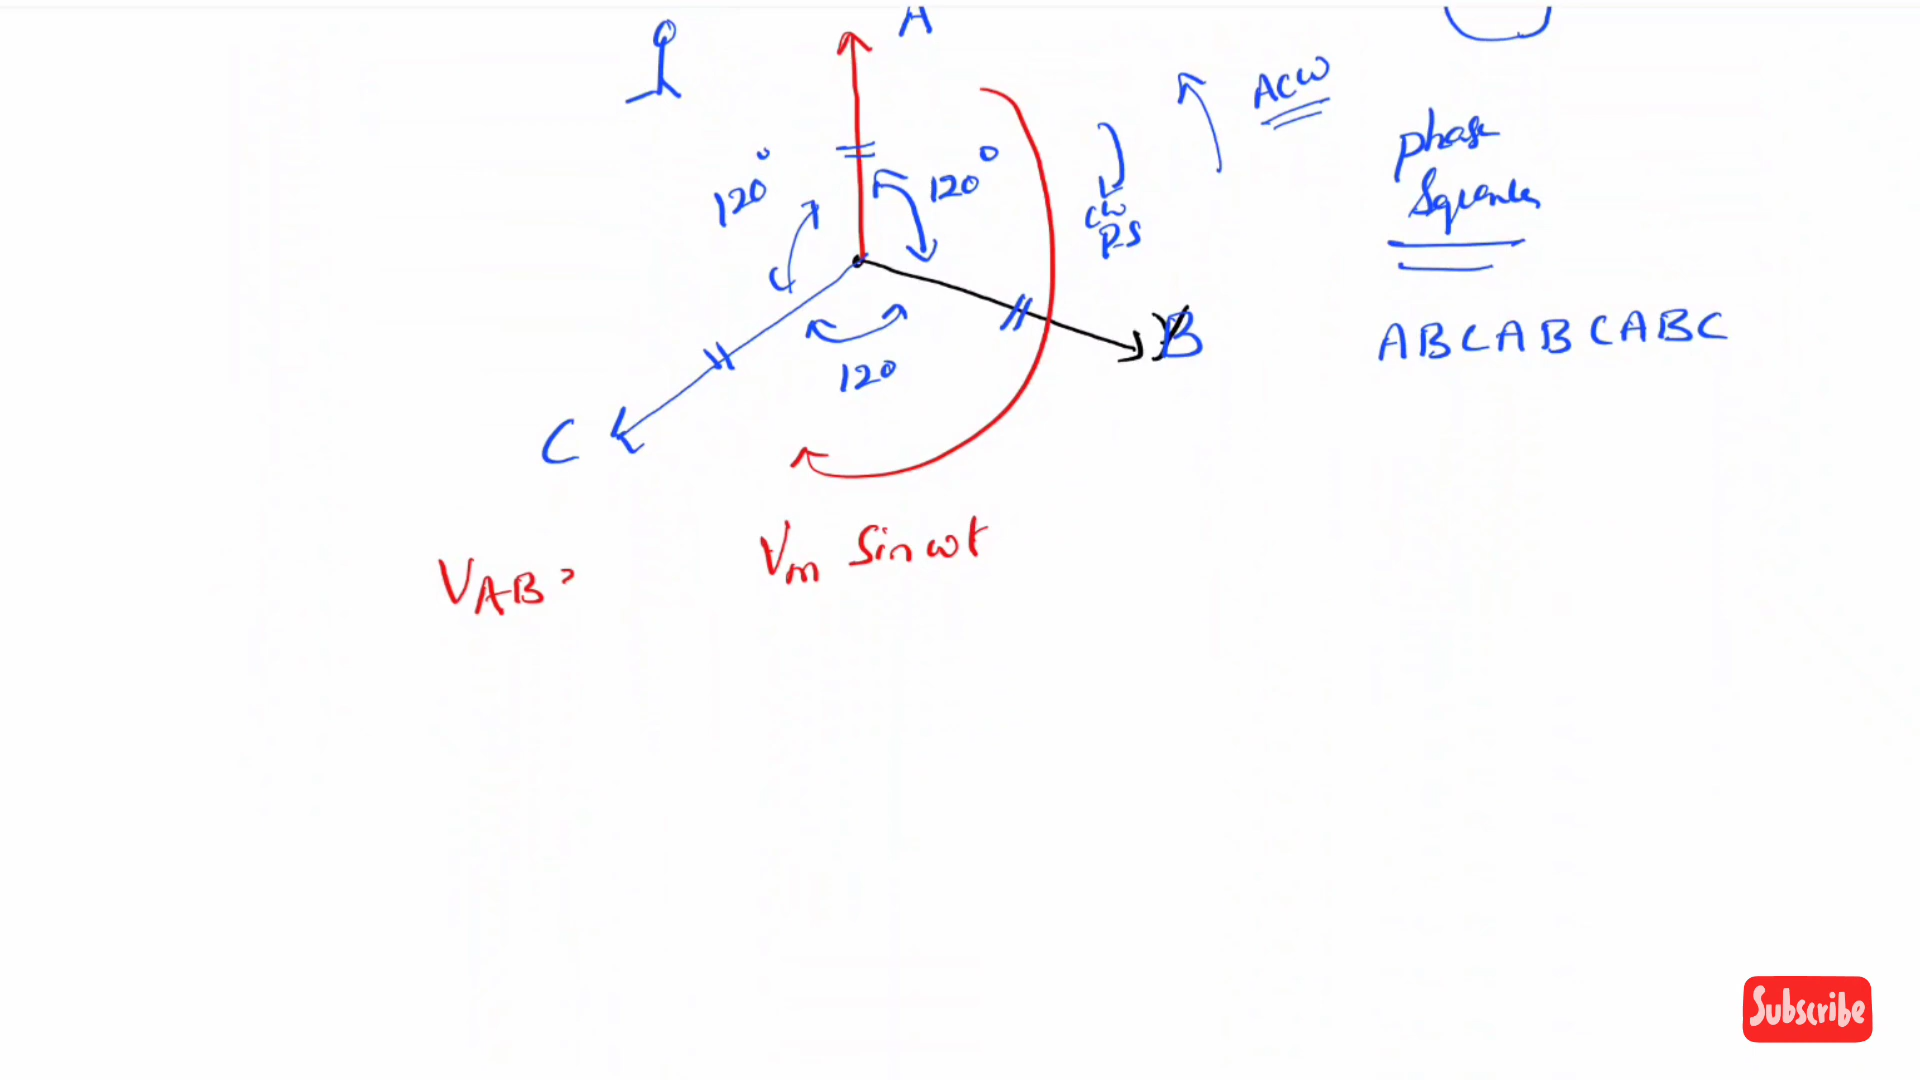 A
ACW
120° 120°
CW
PS
phase
Sequence
B
ABCABCABC
120
C
Vm Sin ωt
VAB =
Subscribe